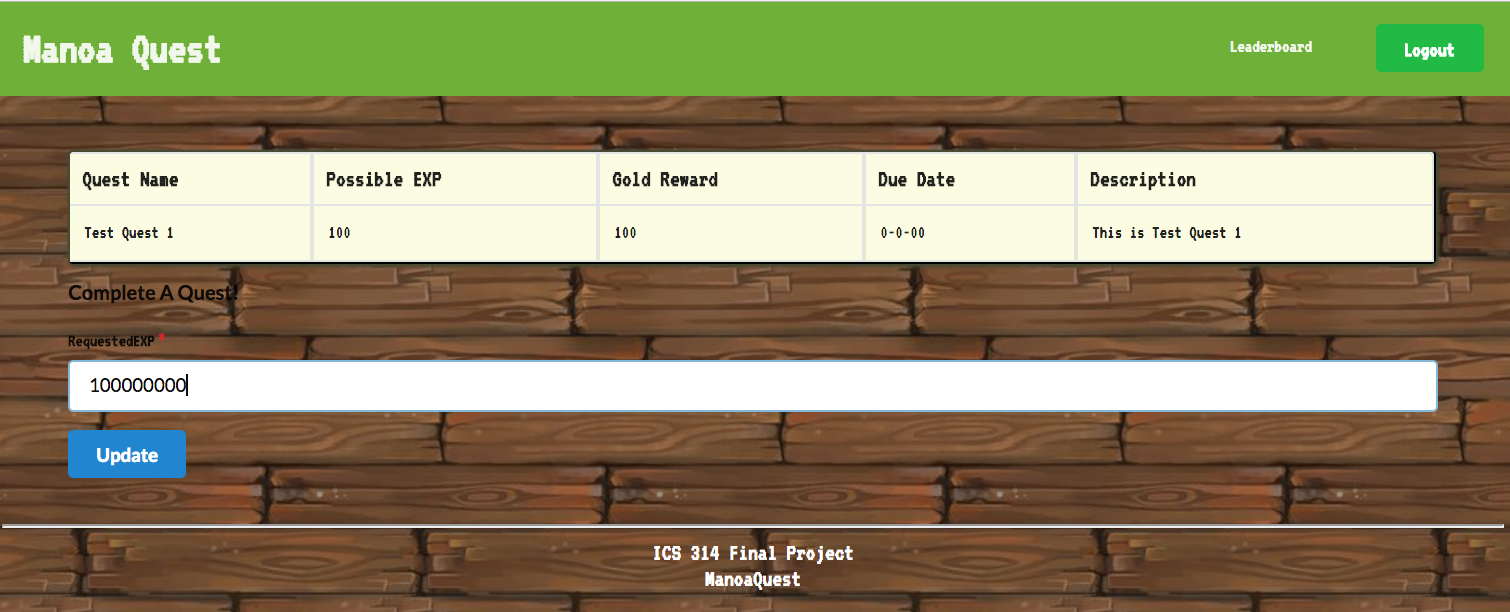 Manoa Quest
Leaderboard
Logout
Quest Name Possible EXP Gold Reward Due Date Description
Test Quest 1 100 100 0-0-00 This is Test Quest 1
Complete A Quest!
RequestedEXP *
100000000
Update
ICS 314 Final Project
ManoaQuest